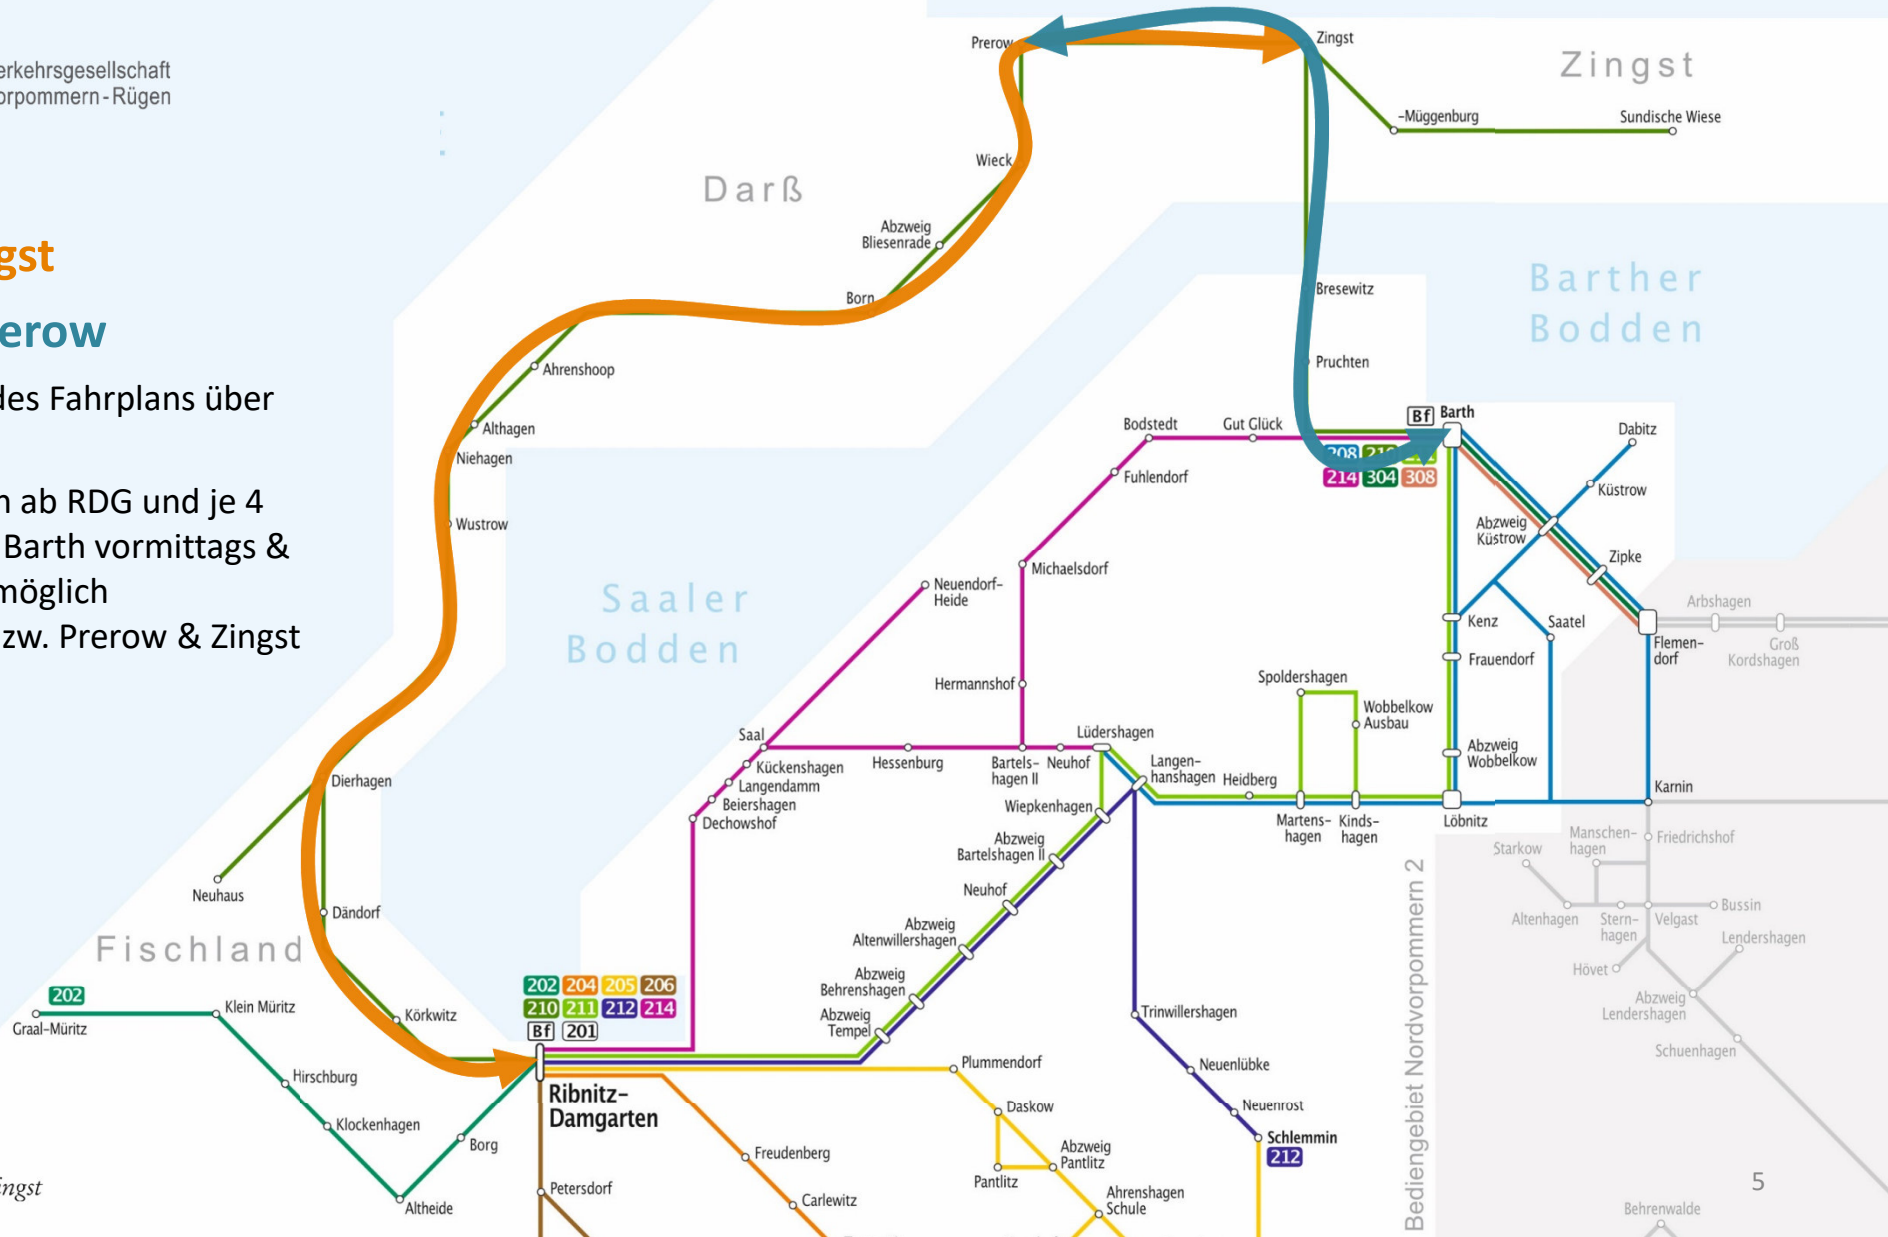 erkehrsgesellschaft
orpommern-Rügen
gst
erow
des Fahrplans über
n ab RDG und je 4
Barth vormittags &
möglich
zw. Prerow & Zingst
ingst
Prerow
Zingst
Zingst
-Müggenburg
Sundische Wiese
Wieck
Darß
Abzweig
Bliesenrade
Born
Ahrenshoop
Althagen
Niehagen
Wustrow
Barther
Bodden
Bresewitz
Pruchten
Bf Barth
208 210
214 304 308
Bodstedt
Gut Glück
Fuhlendorf
Michaelsdorf
Hermannshof
Dabitz
Küstrow
Abzweig
Küstrow
Zipke
Kenz
Saatel
Frauendorf
Flemen-
dorf
Arbshagen
Groß
Kordshagen
Saaler
Bodden
Neuendorf-
Heide
Spoldershagen
Wobbelkow
Ausbau
Abzweig
Wobbelkow
Saal
Kückenshagen
Langendamm
Beiershagen
Dechowshof
Hessenburg
Bartels-
hagen II
Neuhof
Lüdershagen
Langen-
hanshagen
Heidberg
Wiepkenhagen
Martens-
hagen
Kinds-
hagen
Löbnitz
Karnin
Abzweig
Bartelshagen II
Neuhof
Abzweig
Altenwillershagen
Abzweig
Behrenshagen
Abzweig
Tempel
Dierhagen
Neuhaus
Dändorf
Fischland
Körkwitz
202
Graal-Müritz
Klein Müritz
Hirschburg
Klockenhagen
Borg
Altheide
202 204 205 206
210 211 212 214
Bf 201
Ribnitz-
Damgarten
Petersdorf
Freudenberg
Carlewitz
Plummendorf
Daskow
Abzweig
Pantlitz
Pantlitz
Ahrenshagen
Schule
Trinwillershagen
Neuenlübke
Neuenrost
Schlemmin
212
Bediengebiet Nordvorpommern 2
Starkow
Manschen-
hagen
Friedrichshof
Altenhagen
Stern-
hagen
Velgast
Bussin
Lendershagen
Hövet
Abzweig
Lendershagen
Schuenhagen
Behrenwalde
5